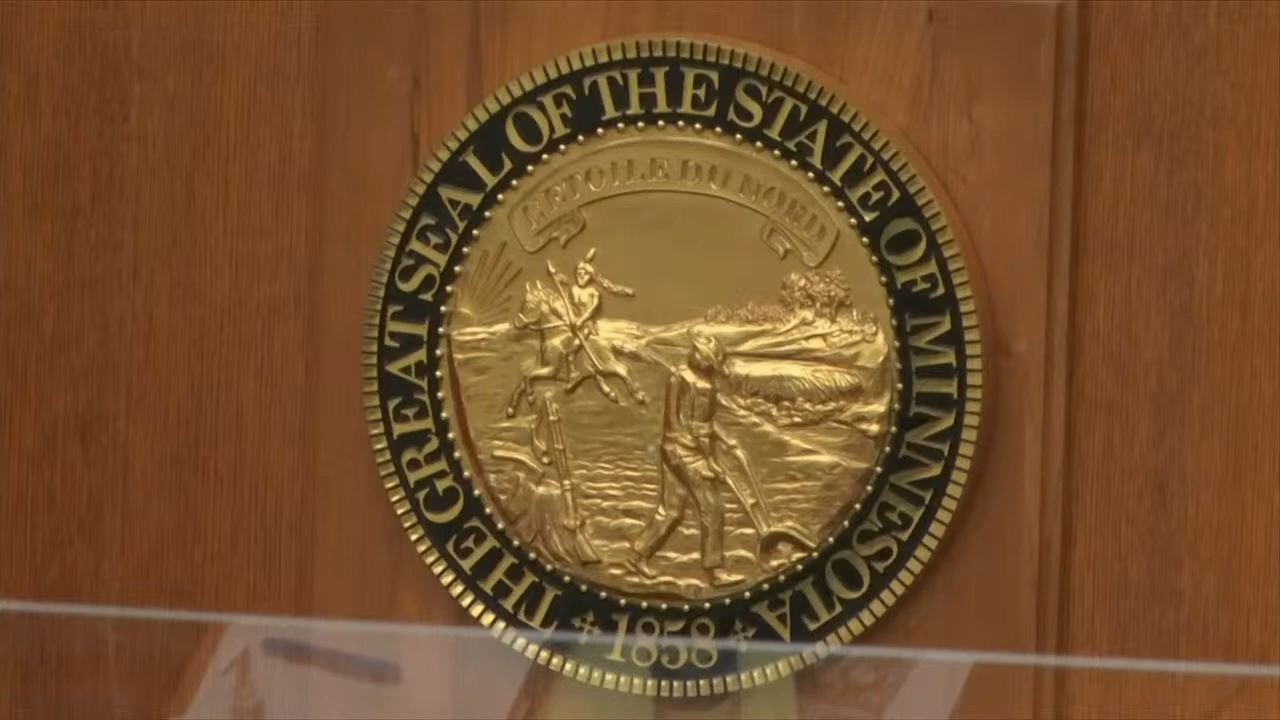 THE GREAT SEAL OF THE STATE OF MINNESOTA
L'ETOILE DU NORD
1858